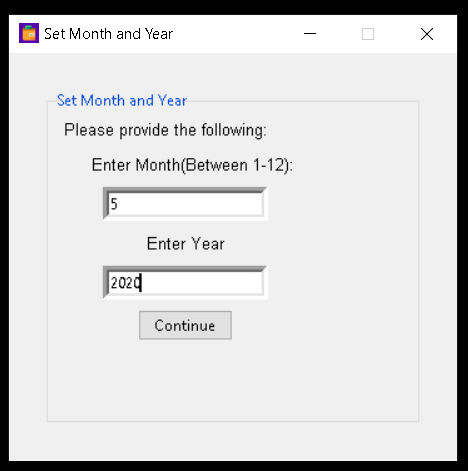 Set Month and Year
Set Month and Year
Please provide the following:
Enter Month(Between 1-12):
5
Enter Year
2020
Continue